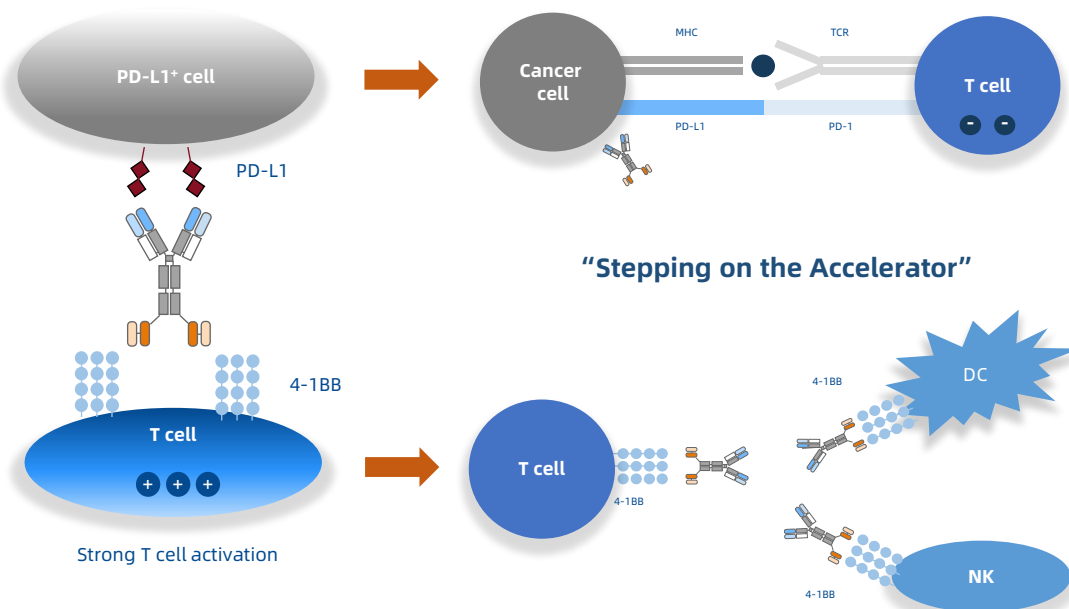 PD-L1⁺ cell
PD-L1
4-1BB
T cell
+ + +
Strong T cell activation
Cancer
cell
MHC
TCR
T cell
- -
PD-L1
PD-1
“Stepping on the Accelerator”
T cell
4-1BB
4-1BB
DC
4-1BB
NK